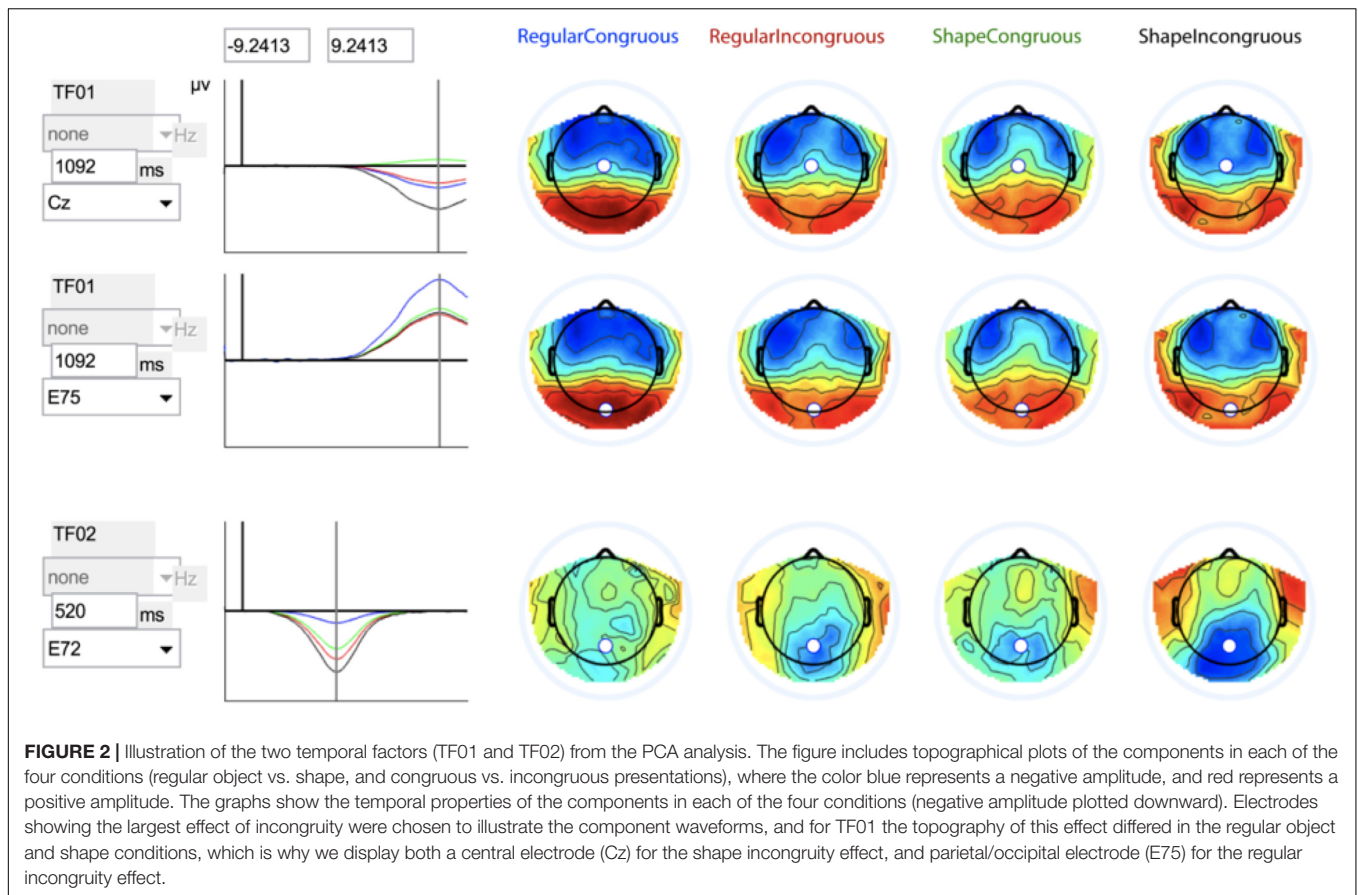 -9.2413 9.2413 RegularCongruous RegularIncongruous ShapeCongruous ShapeIncongruous
TF01 μv
none Hz
1092 ms
Cz
TF01
none Hz
1092 ms
E75
TF02
none Hz
520 ms
E72
FIGURE 2 | Illustration of the two temporal factors (TF01 and TF02) from the PCA analysis. The figure includes topographical plots of the components in each of the
four conditions (regular object vs. shape, and congruous vs. incongruous presentations), where the color blue represents a negative amplitude, and red represents a
positive amplitude. The graphs show the temporal properties of the components in each of the four conditions (negative amplitude plotted downward). Electrodes
showing the largest effect of incongruity were chosen to illustrate the component waveforms, and for TF01 the topography of this effect differed in the regular object
and shape conditions, which is why we display both a central electrode (Cz) for the shape incongruity effect, and parietal/occipital electrode (E75) for the regular
incongruity effect.